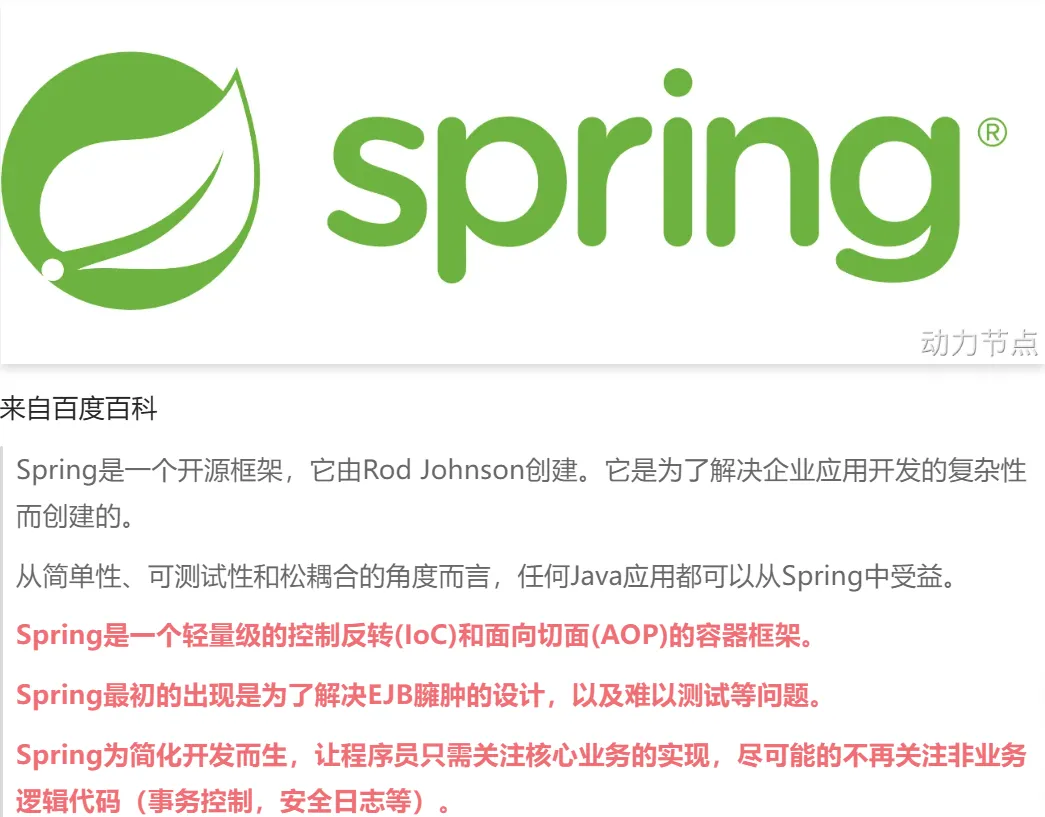 spring®
动力节点
来自百度百科
Spring是一个开源框架，它由Rod Johnson创建。它是为了解决企业应用开发的复杂性
而创建的。
从简单性、可测试性和松耦合的角度而言，任何Java应用都可以从Spring中受益。
Spring是一个轻量级的控制反转(IoC)和面向切面(AOP)的容器框架。
Spring最初的出现是为了解决EJB臃肿的设计，以及难以测试等问题。
Spring为简化开发而生，让程序员只需关注核心业务的实现，尽可能的不再关注非业务
逻辑代码（事务控制，安全日志等）。